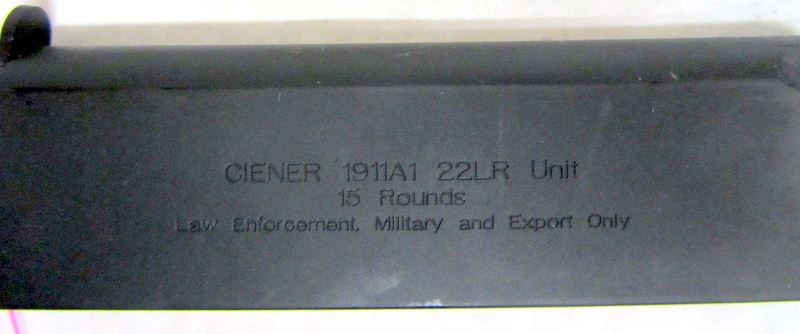 CIENER 1911A1 22LR Unit
15 Rounds
Law Enforcement, Military and Export Only